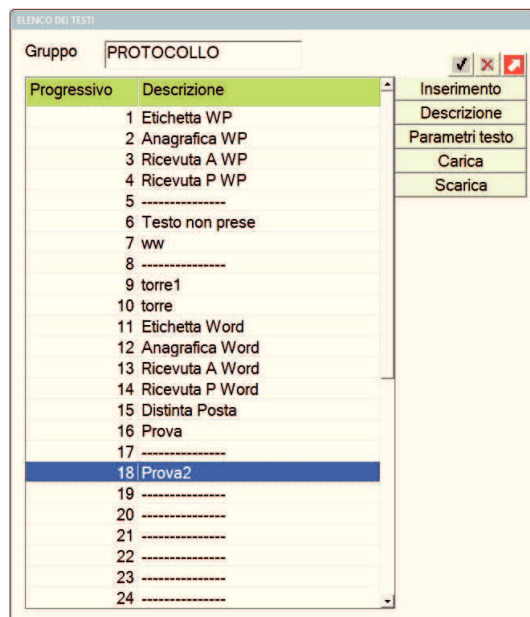 ELENCO DEI TESTI
Gruppo PROTOCOLLO
Progressivo Descrizione
1 Etichetta WP
2 Anagrafica WP
3 Ricevuta A WP
4 Ricevuta P WP
5 ---------------
6 Testo non prese
7 ww
8 ---------------
9 torre1
10 torre
11 Etichetta Word
12 Anagrafica Word
13 Ricevuta A Word
14 Ricevuta P Word
15 Distinta Posta
16 Prova
17 ---------------
18 Prova2
19 ---------------
20 ---------------
21 ---------------
22 ---------------
23 ---------------
24 ---------------
Inserimento
Descrizione
Parametri testo
Carica
Scarica